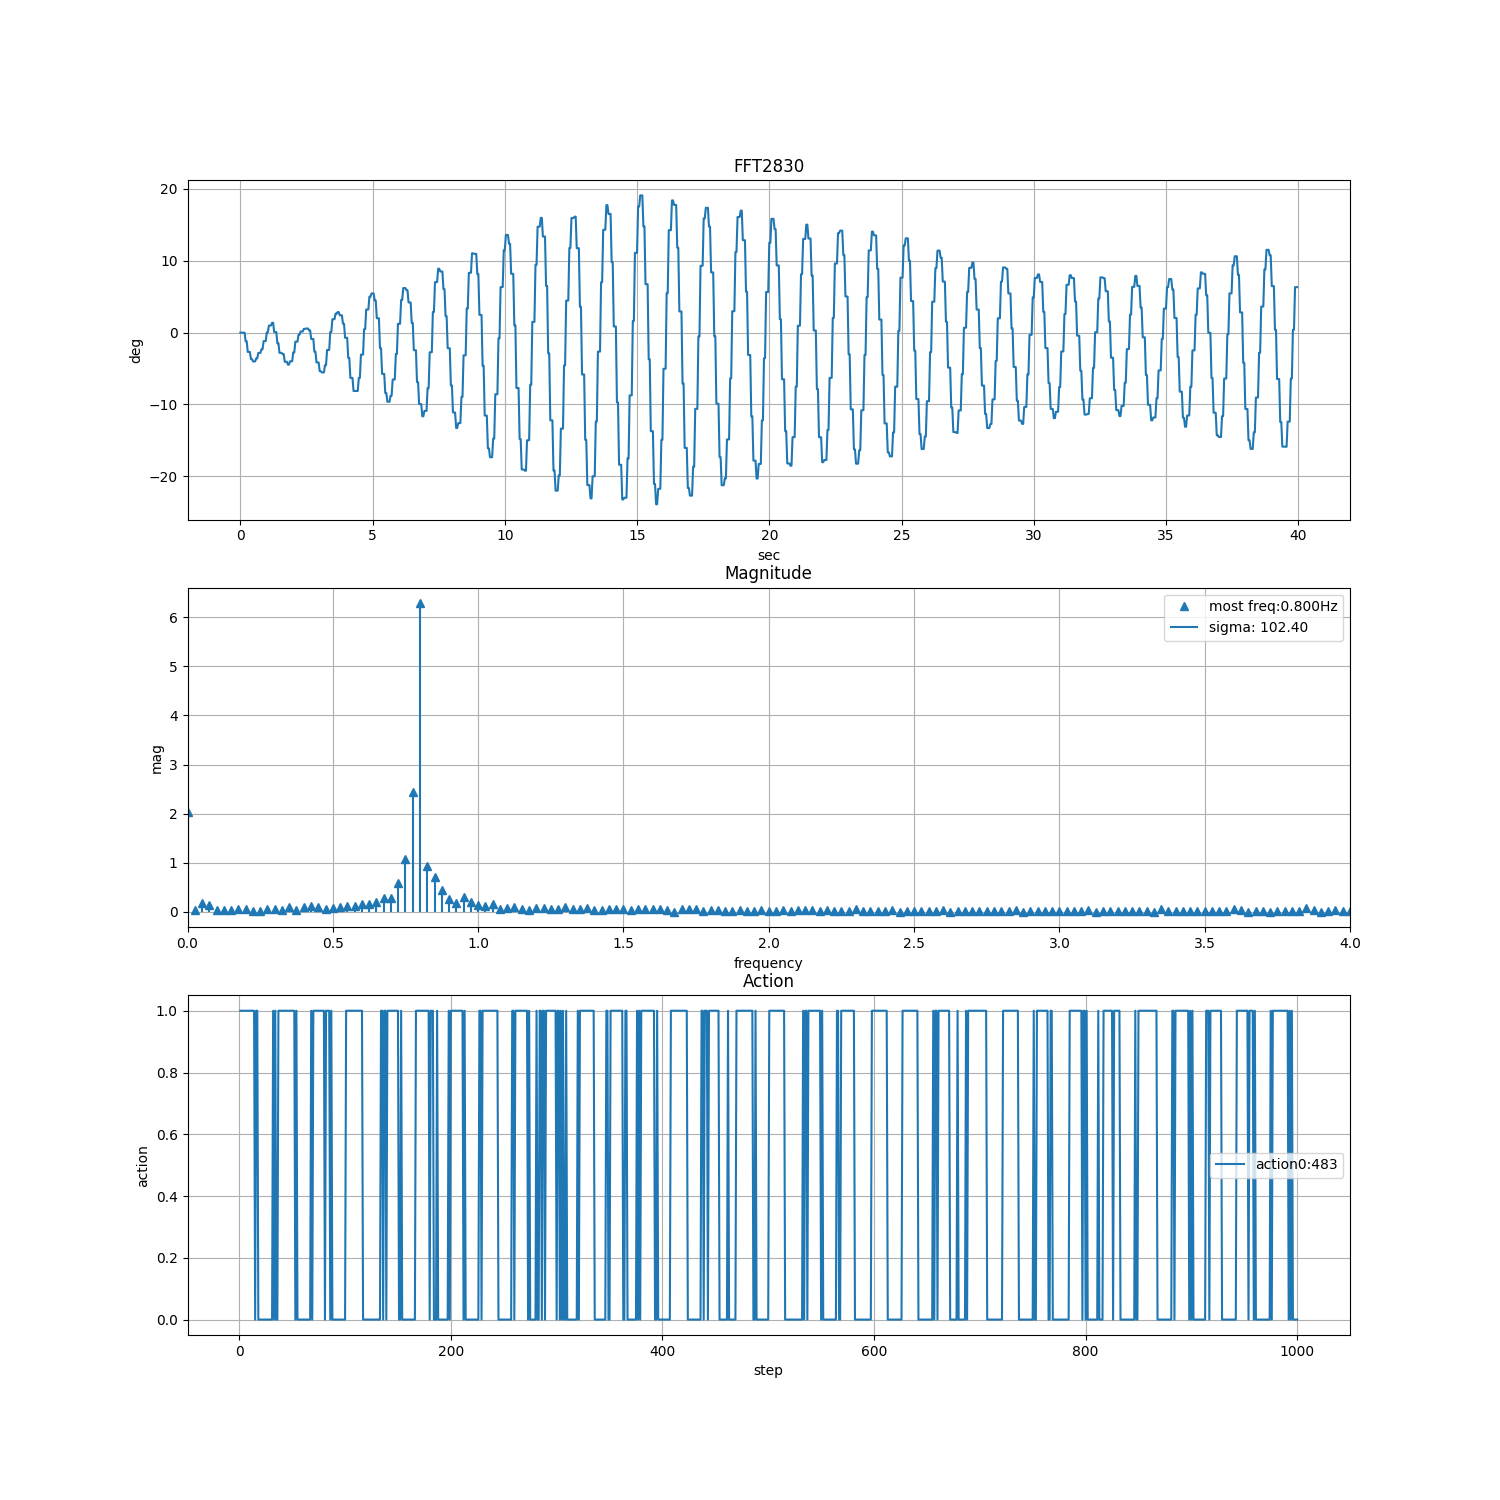 FFT2830
20
10
0
−10
−20
deg
0 5 10 15 20 25 30 35 40
sec
Magnitude
most freq:0.800Hz
sigma: 102.40
6
5
4
3
2
1
0
mag
0.0 0.5 1.0 1.5 2.0 2.5 3.0 3.5 4.0
frequency
Action
1.0
0.8
0.6
action0:483
0.4
0.2
0.0
action
0 200 400 600 800 1000
step